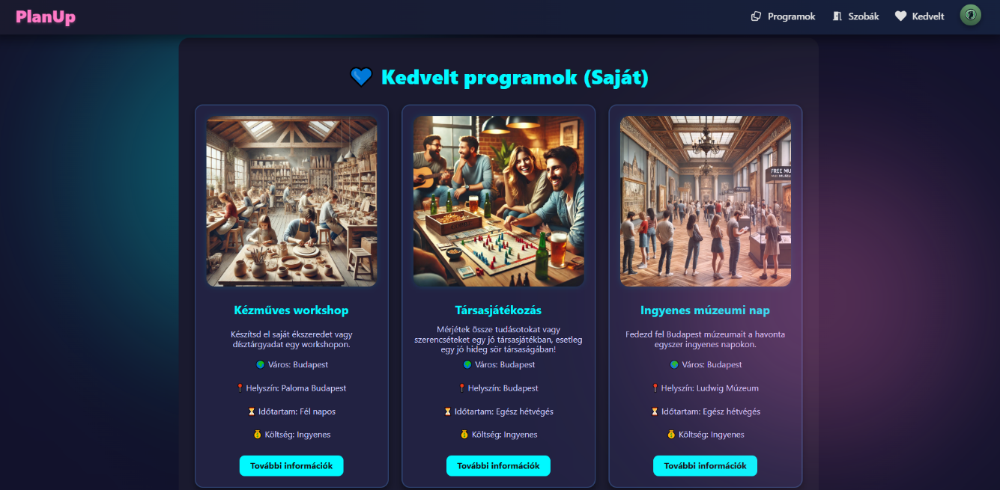 PlanUp
Programok
Szobák
Kedvelt
Kedvelt programok (Saját)
FREE MU
Kézműves workshop
Készítsd el saját ékszeredet vagy
dísztárgyadat egy workshopon.
Város: Budapest
Helyszín: Paloma Budapest
Időtartam: Fél napos
Költség: Ingyenes
További információk
Társasjátékozás
Mérjétek össze tudásotokat vagy
szerencséteket egy jó társasjátékban, esetleg
egy jó hideg sör társaságában!
Város: Budapest
Helyszín: Budapest
Időtartam: Egész hétvégés
Költség: Ingyenes
További információk
Ingyenes múzeumi nap
Fedezd fel Budapest múzeumait a havonta
egyszer ingyenes napokon.
Város: Budapest
Helyszín: Ludwig Múzeum
Időtartam: Egész hétvégés
Költség: Ingyenes
További információk